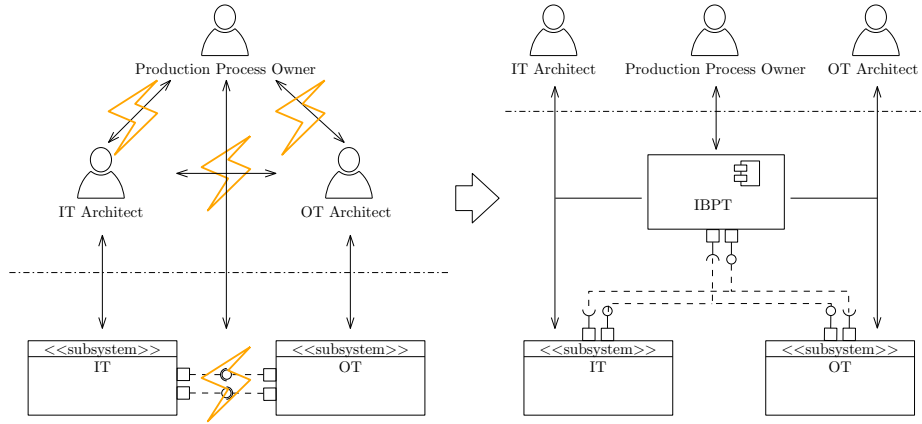 Production Process Owner
IT Architect
OT Architect
<<subsystem>>
IT
<<subsystem>>
OT
IT Architect
Production Process Owner
OT Architect
IBPT
<<subsystem>>
IT
<<subsystem>>
OT